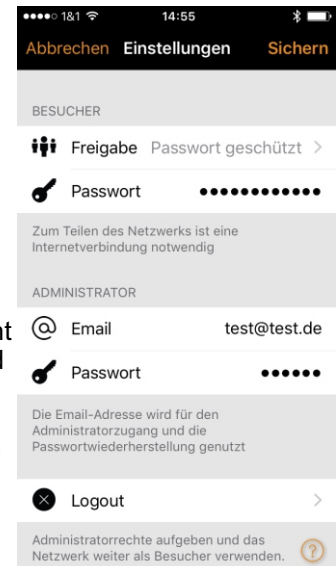 1&1 14:55
Abbrechen Einstellungen Sichern
BESUCHER
Freigabe Passwort geschützt >
Passwort ••••••••••••
Zum Teilen des Netzwerks ist eine
Internetverbindung notwendig
ADMINISTRATOR
@ Email test@test.de
Passwort ••••••
Die Email-Adresse wird für den
Administratorzugang und die
Passwortwiederherstellung genutzt
Logout >
Administratorrechte aufgeben und das
Netzwerk weiter als Besucher verwenden. ?